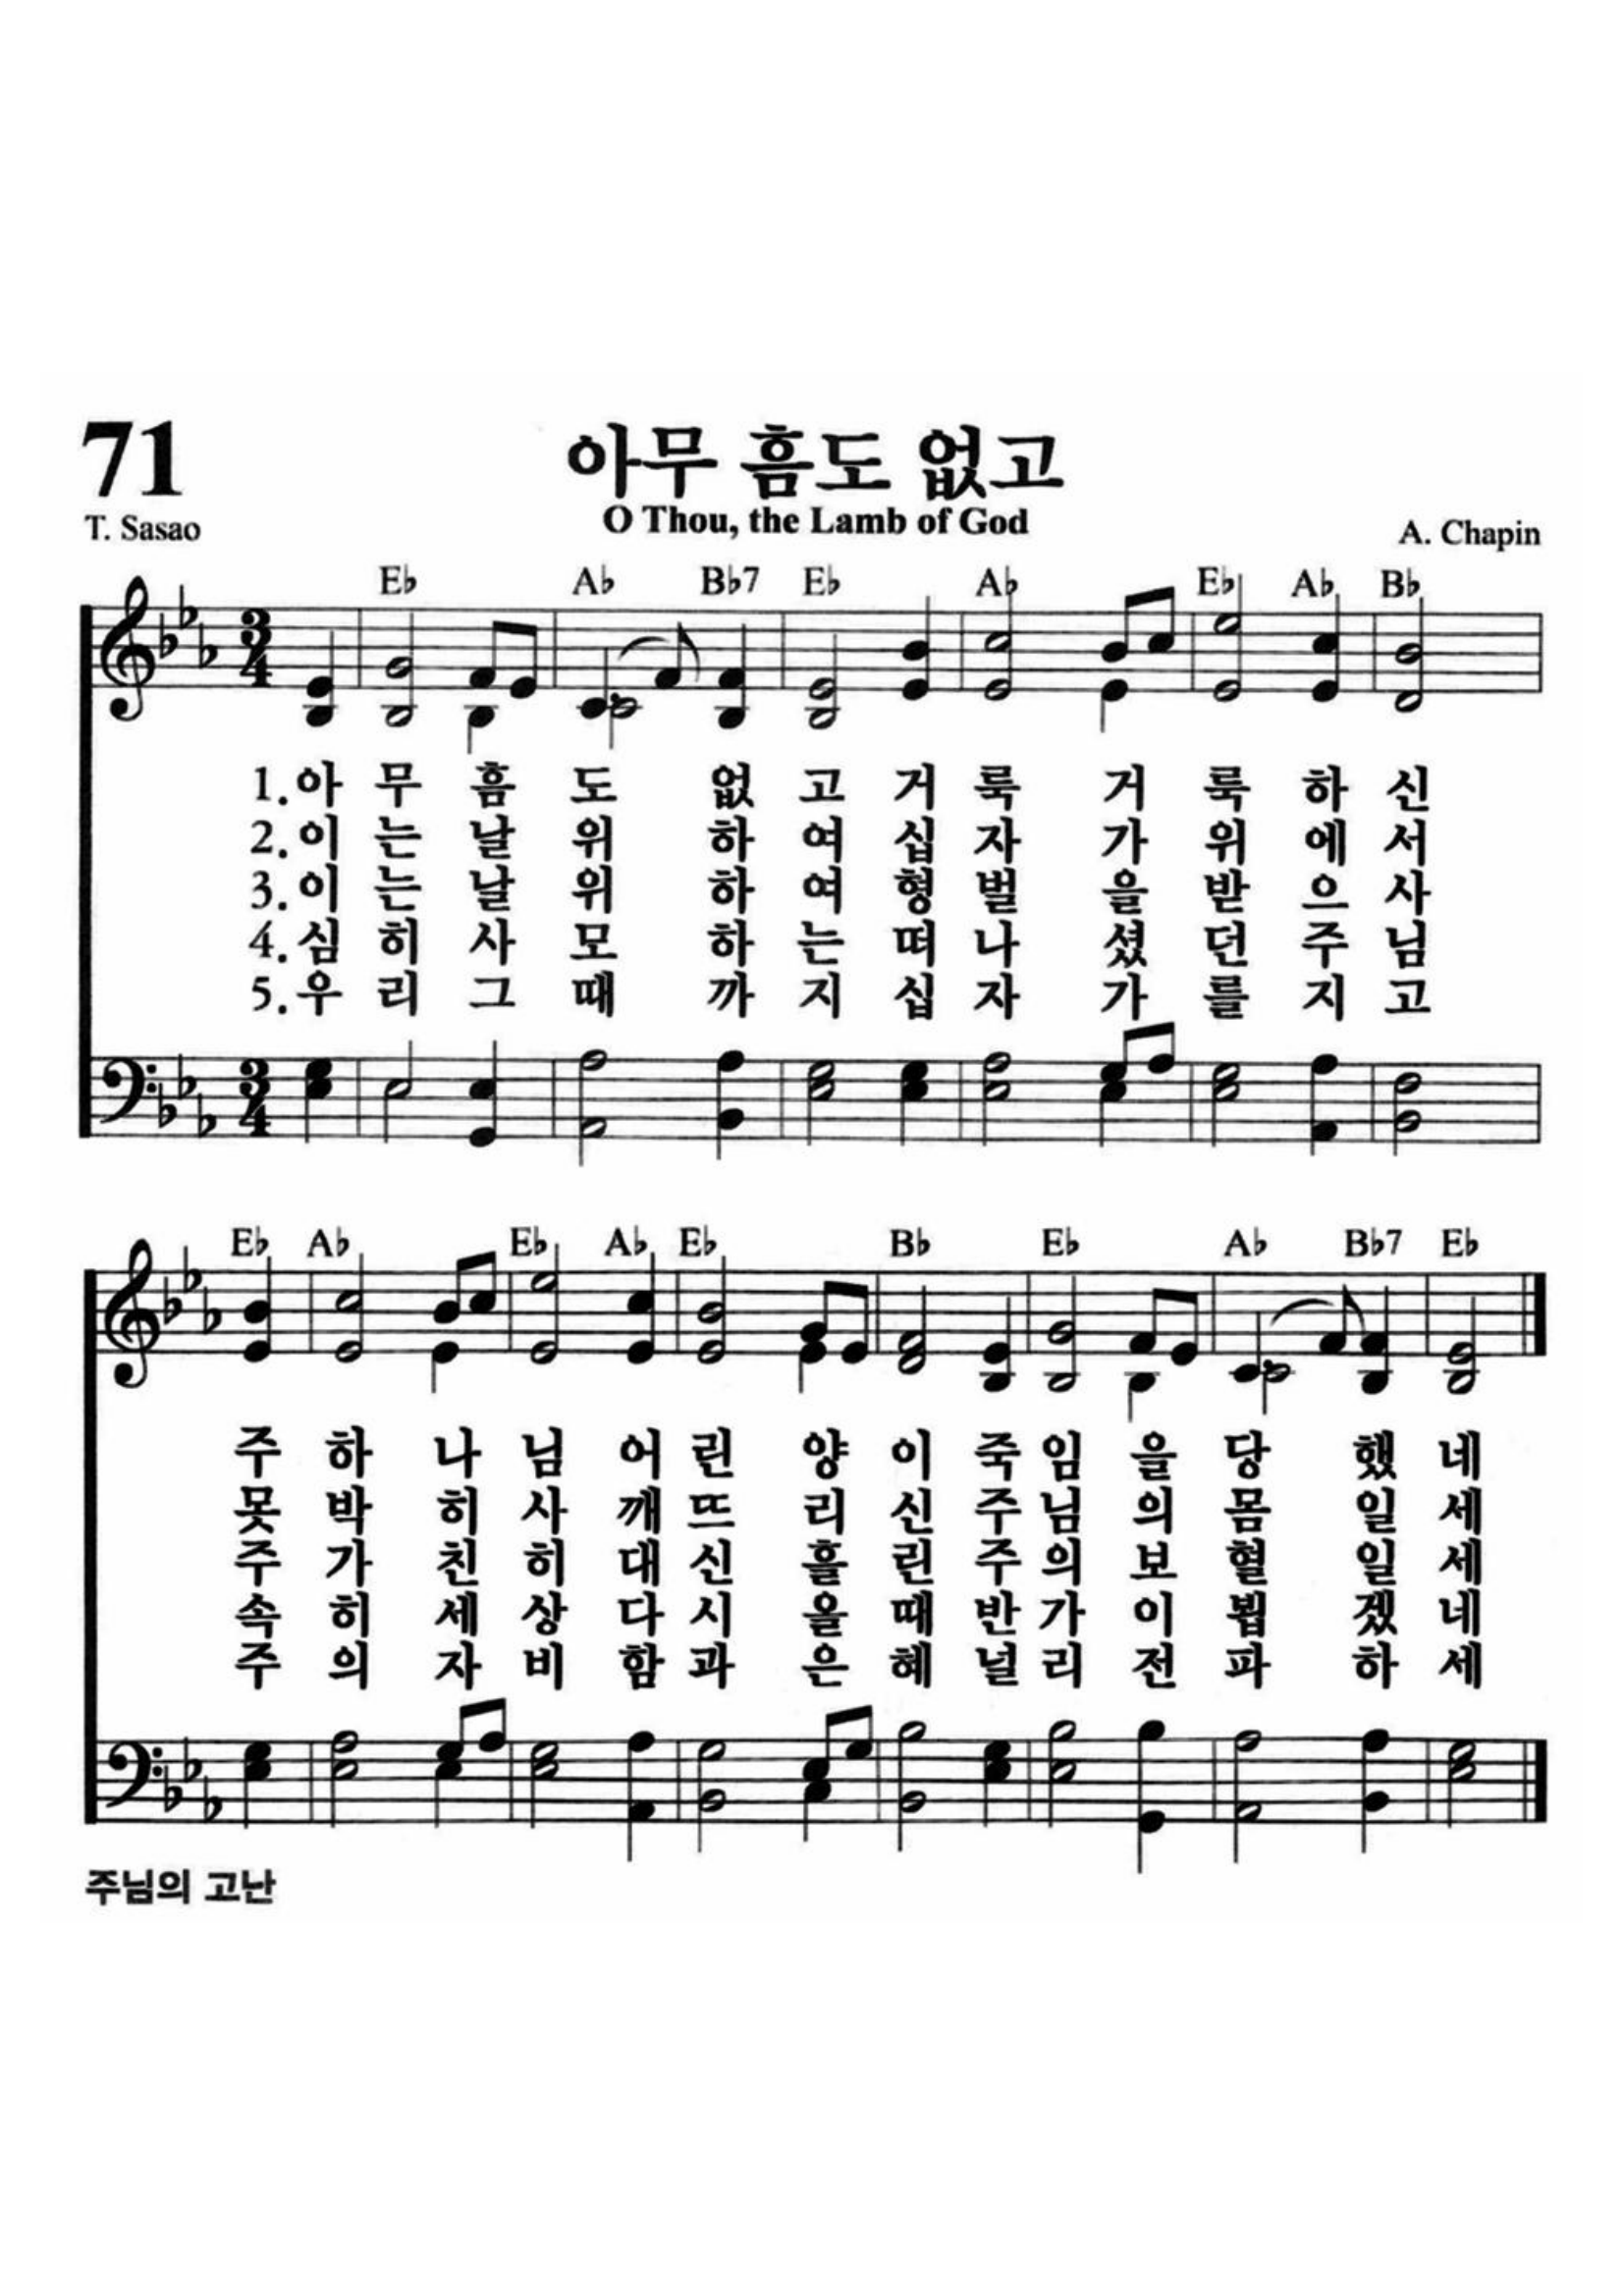 71
아무 흠도 없고
O Thou, the Lamb of God
T. Sasao
A. Chapin
E♭ A♭ B♭7 E♭ A♭ E♭ A♭ B♭
3 4
1.아 무 흠 도 없 고 거 룩 거 룩 하 신
2.이 는 날 위 하 여 십 자 가 위 에 서
3.이 는 날 위 하 여 형 벌 을 받 으 사
4.심 히 사 모 하 는 떠 나 셨 던 주 님
5.우 리 그 때 까 지 십 자 가 를 지 고
3 4
E♭ A♭ E♭ A♭ E♭ B♭ E♭ A♭ B♭7 E♭
주 하 나 님 어 린 양 이 죽 임 을 당 했 네
못 박 히 사 깨 뜨 리 신 주 님 의 몸 일 세
주 가 친 히 대 신 흘 린 주 의 보 혈 일 세
속 히 세 상 다 시 올 때 반 가 이 뵙 겠 네
주 의 자 비 함 과 은 혜 널 리 전 파 하 세
주님의 고난